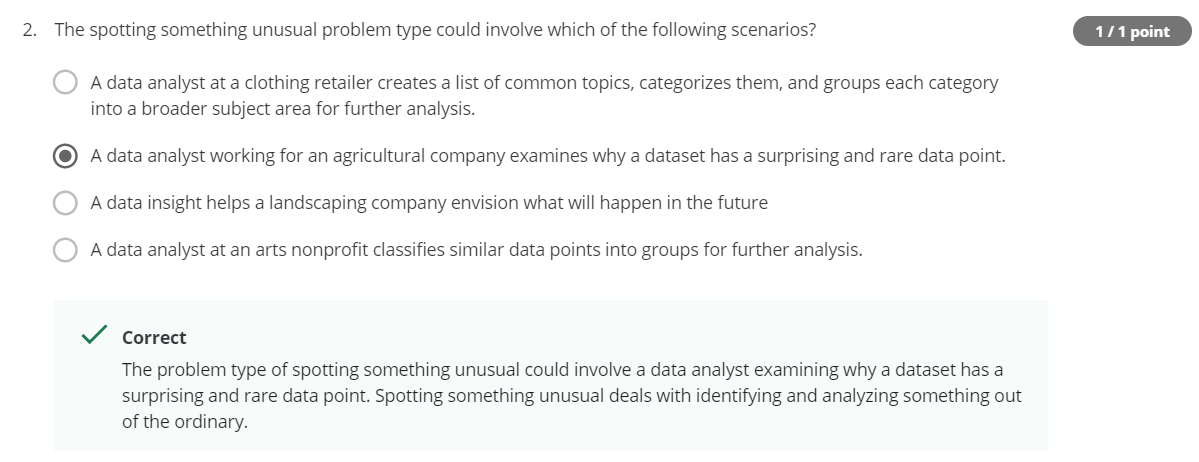 2. The spotting something unusual problem type could involve which of the following scenarios?
1 / 1 point
A data analyst at a clothing retailer creates a list of common topics, categorizes them, and groups each category
into a broader subject area for further analysis.
A data analyst working for an agricultural company examines why a dataset has a surprising and rare data point.
A data insight helps a landscaping company envision what will happen in the future
A data analyst at an arts nonprofit classifies similar data points into groups for further analysis.
Correct
The problem type of spotting something unusual could involve a data analyst examining why a dataset has a
surprising and rare data point. Spotting something unusual deals with identifying and analyzing something out
of the ordinary.